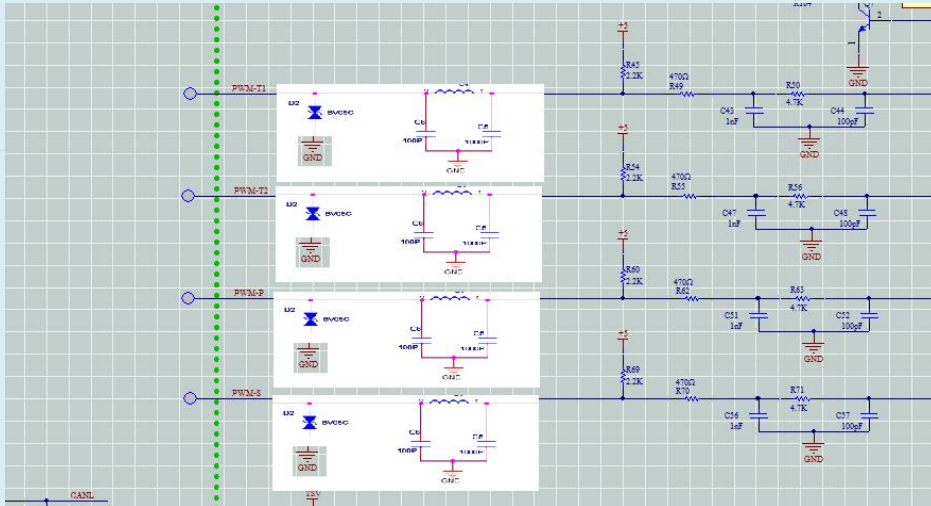 +5
2
R45
2.2K
470Ω
R49
R50
4.7K
1
GND
PWM-T1
D2
BV05C
GND
C6
100P
C8
1000P
GND
C43
1nF
C44
100pF
GND
+5
R54
2.2K
470Ω
R55
R56
4.7K
PWM-T2
D2
BV05C
GND
C6
100P
C8
1000P
GND
C47
1nF
C48
100pF
GND
+5
R60
2.2K
470Ω
R62
R63
4.7K
PWM-P
D2
BV05C
GND
C6
100P
C8
1000P
GND
C51
1nF
C52
100pF
GND
+5
R69
2.2K
470Ω
R70
R71
4.7K
PWM-S
D2
BV05C
GND
C6
100P
C8
1000P
GND
C56
1nF
C57
100pF
GND
CANL